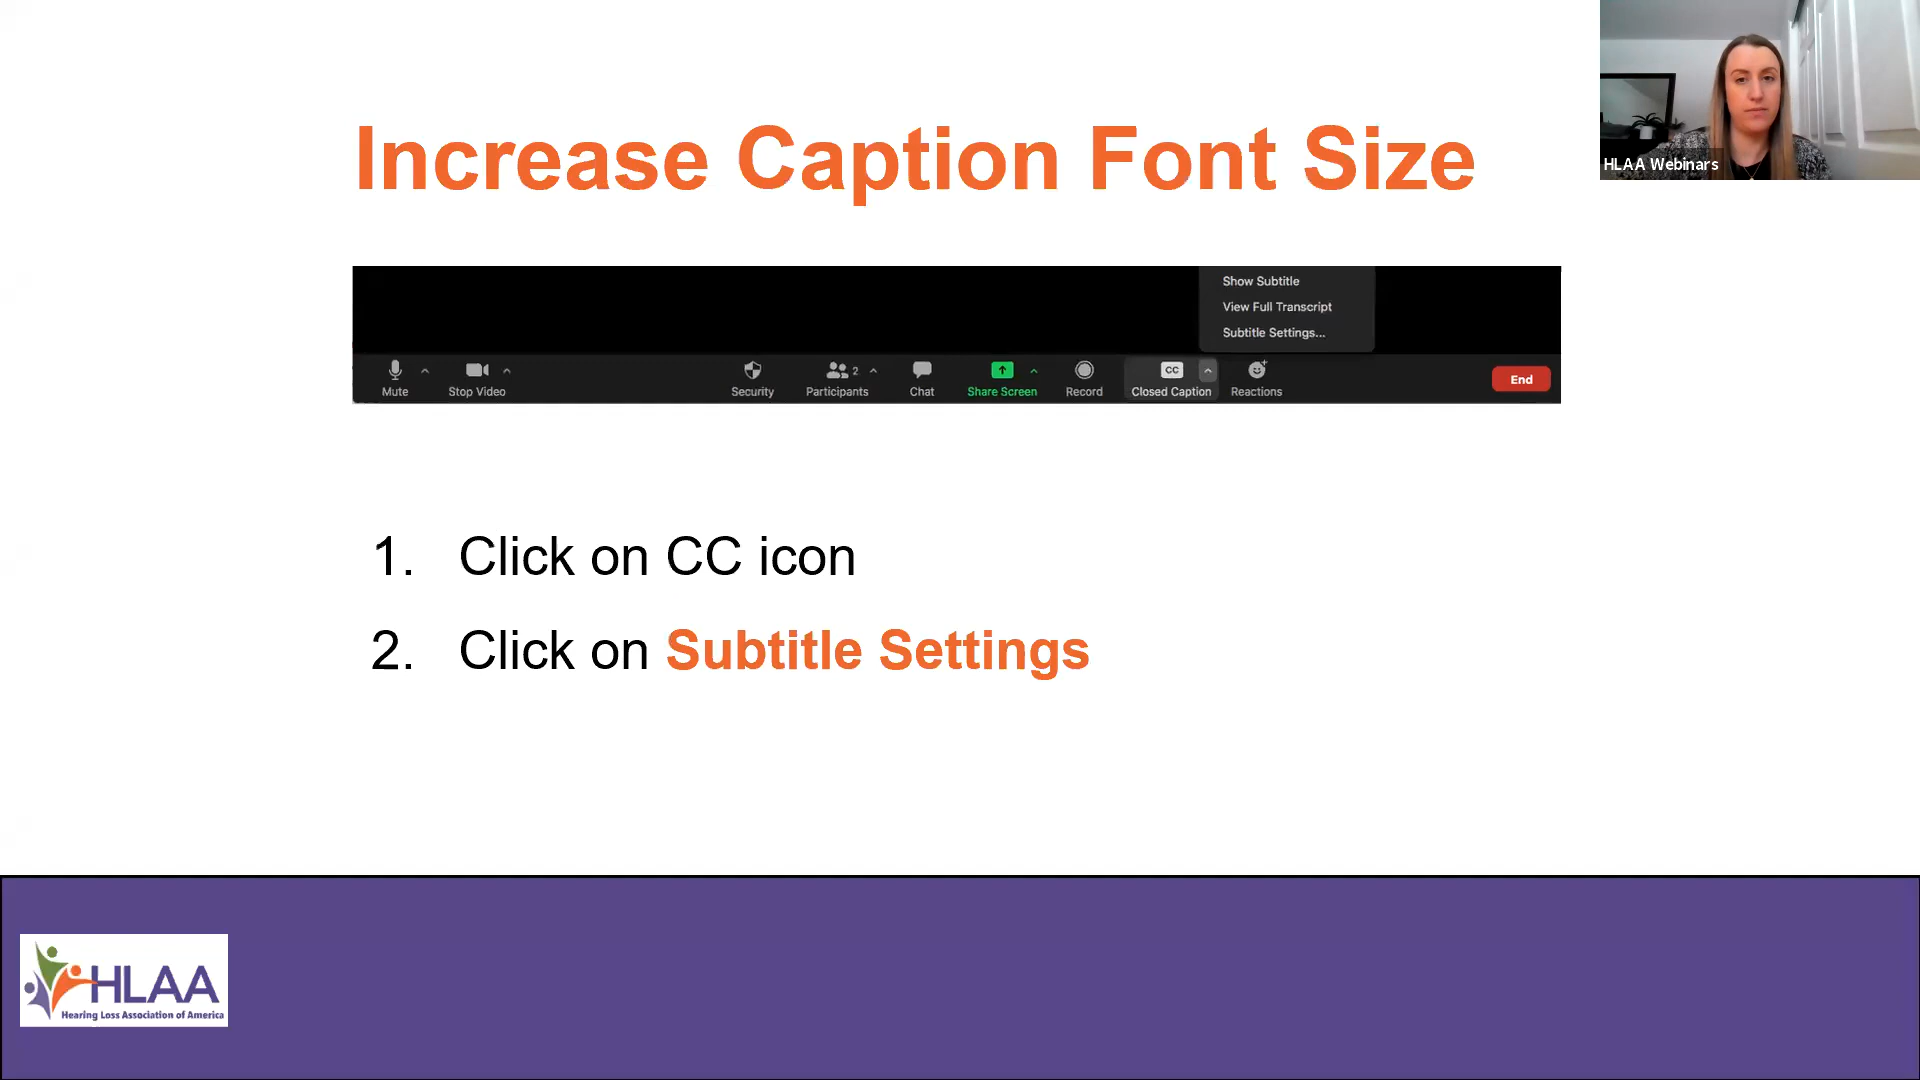 Increase Caption Font Size
HLAA Webinars
Show Subtitle
View Full Transcript
Subtitle Settings...
CC
2
Mute
Stop Video
Security
Participants
Chat
Share Screen
Record
Closed Caption
Reactions
End
1. Click on CC icon
2. Click on Subtitle Settings
HLAA
Hearing Loss Association of America